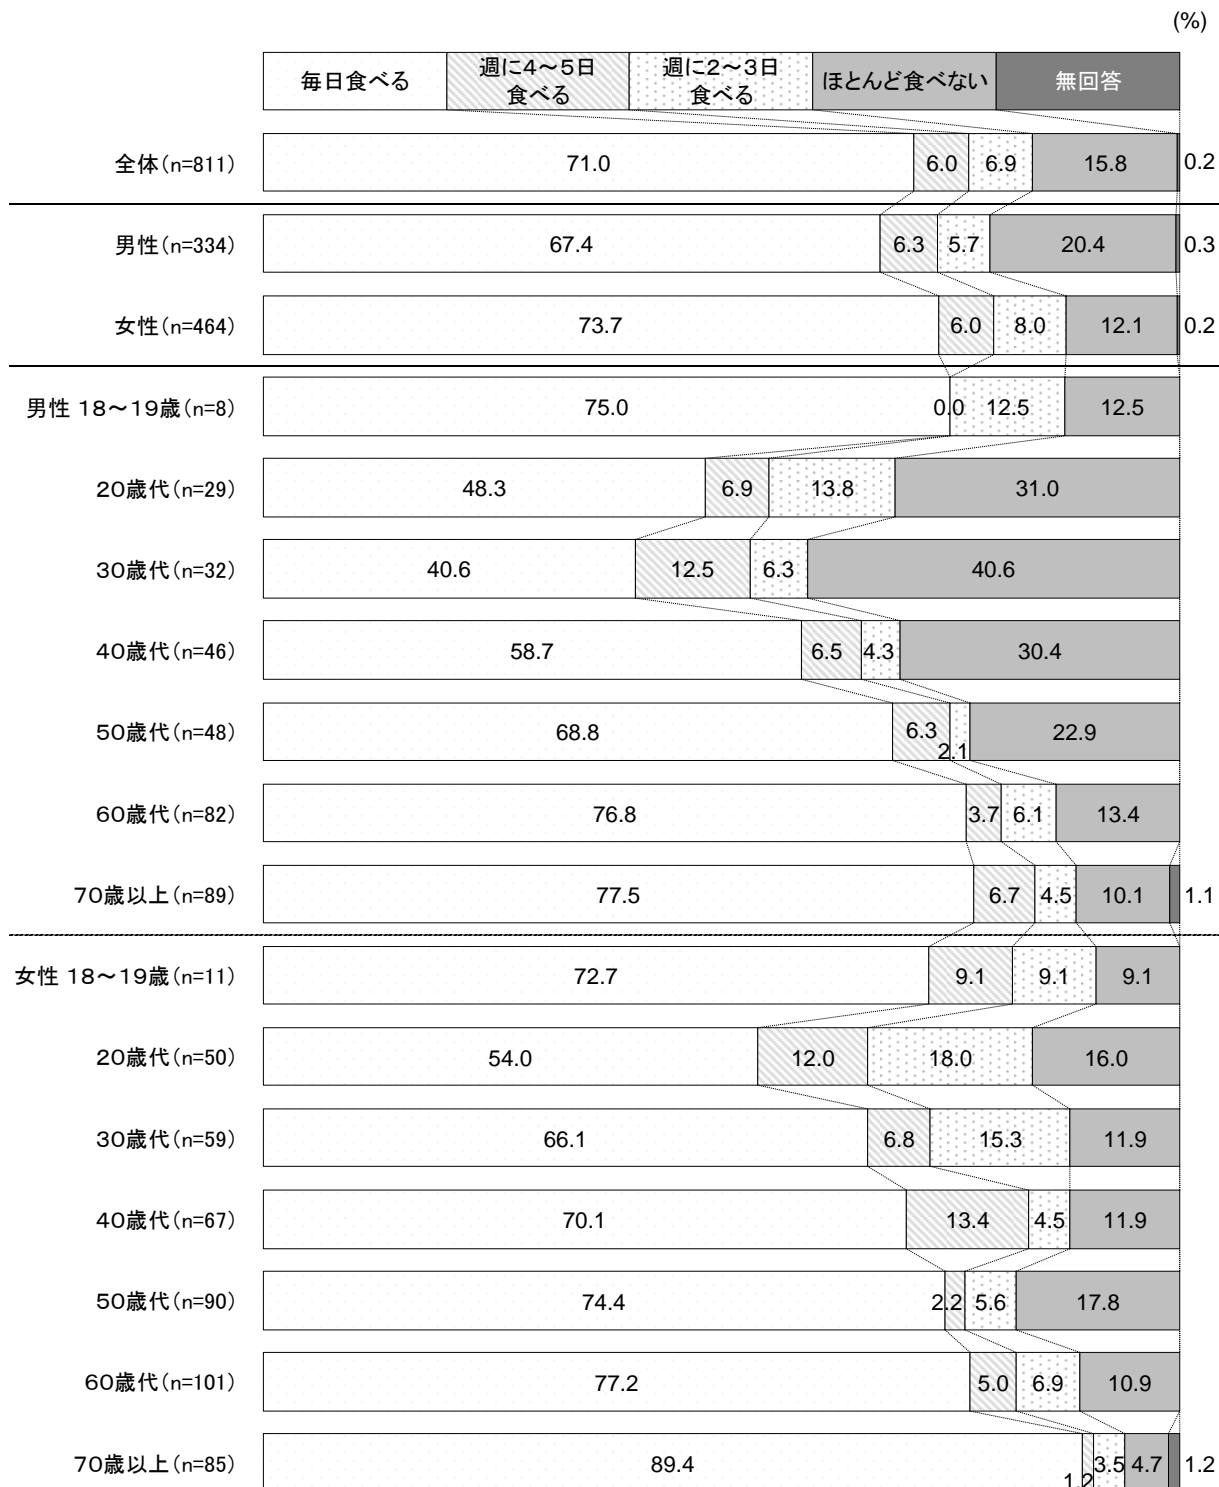 (%)
毎日食べる
週に4～5日
食べる
週に2～3日
食べる
ほとんど食べない
無回答
全体(n=811) 71.0 6.0 6.9 15.8 0.2
男性(n=334) 67.4 6.3 5.7 20.4 0.3
女性(n=464) 73.7 6.0 8.0 12.1 0.2
男性 18～19歳(n=8) 75.0 0.0 12.5 12.5
20歳代(n=29) 48.3 6.9 13.8 31.0
30歳代(n=32) 40.6 12.5 6.3 40.6
40歳代(n=46) 58.7 6.5 4.3 30.4
50歳代(n=48) 68.8 6.3 2.1 22.9
60歳代(n=82) 76.8 3.7 6.1 13.4
70歳以上(n=89) 77.5 6.7 4.5 10.1 1.1
女性 18～19歳(n=11) 72.7 9.1 9.1 9.1
20歳代(n=50) 54.0 12.0 18.0 16.0
30歳代(n=59) 66.1 6.8 15.3 11.9
40歳代(n=67) 70.1 13.4 4.5 11.9
50歳代(n=90) 74.4 2.2 5.6 17.8
60歳代(n=101) 77.2 5.0 6.9 10.9
70歳以上(n=85) 89.4 1.2 3.5 4.7 1.2